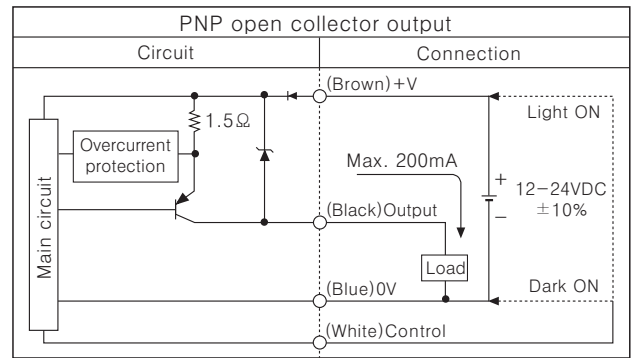 PNP open collector output
Circuit
Connection
(Brown)+V
Light ON
1.5Ω
Overcurrent
protection
Max. 200mA
+
12-24VDC
−
±10%
(Black)Output
Main circuit
Load
Dark ON
(Blue)0V
(White)Control